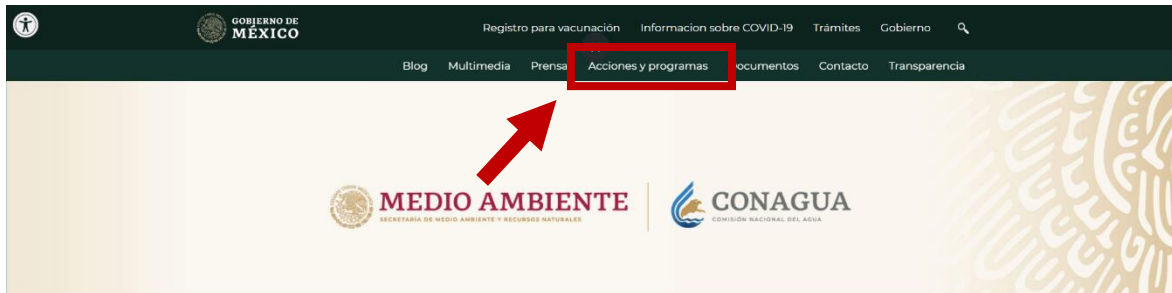 GOBIERNO DE
MÉXICO
Registro para vacunación Informacion sobre COVID-19 Trámites Gobierno
Blog Multimedia Prensa Acciones y programas Documentos Contacto Transparencia
MEDIO AMBIENTE
SECRETARÍA DE MEDIO AMBIENTE Y RECURSOS NATURALES
CONAGUA
COMISIÓN NACIONAL DEL AGUA